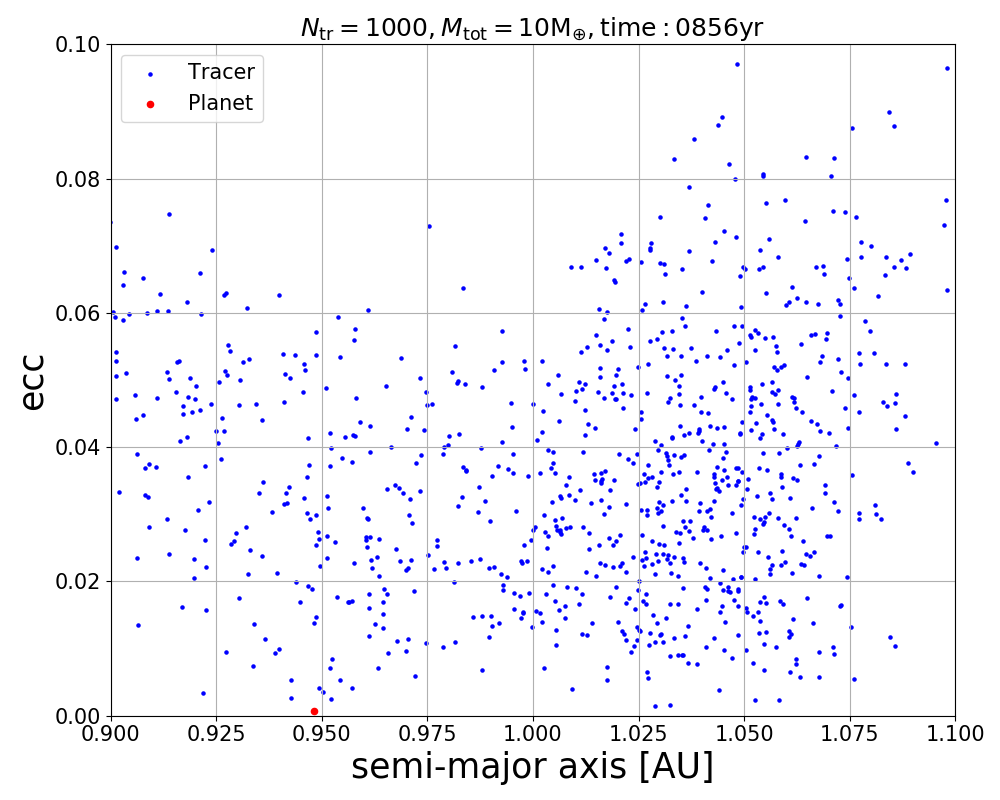 N_tr = 1000, M_tot = 10M_⊕, time : 0856yr
Tracer
Planet
0.10
0.08
0.06
0.04
0.02
0.00
ecc
0.900 0.925 0.950 0.975 1.000 1.025 1.050 1.075 1.100
semi-major axis [AU]